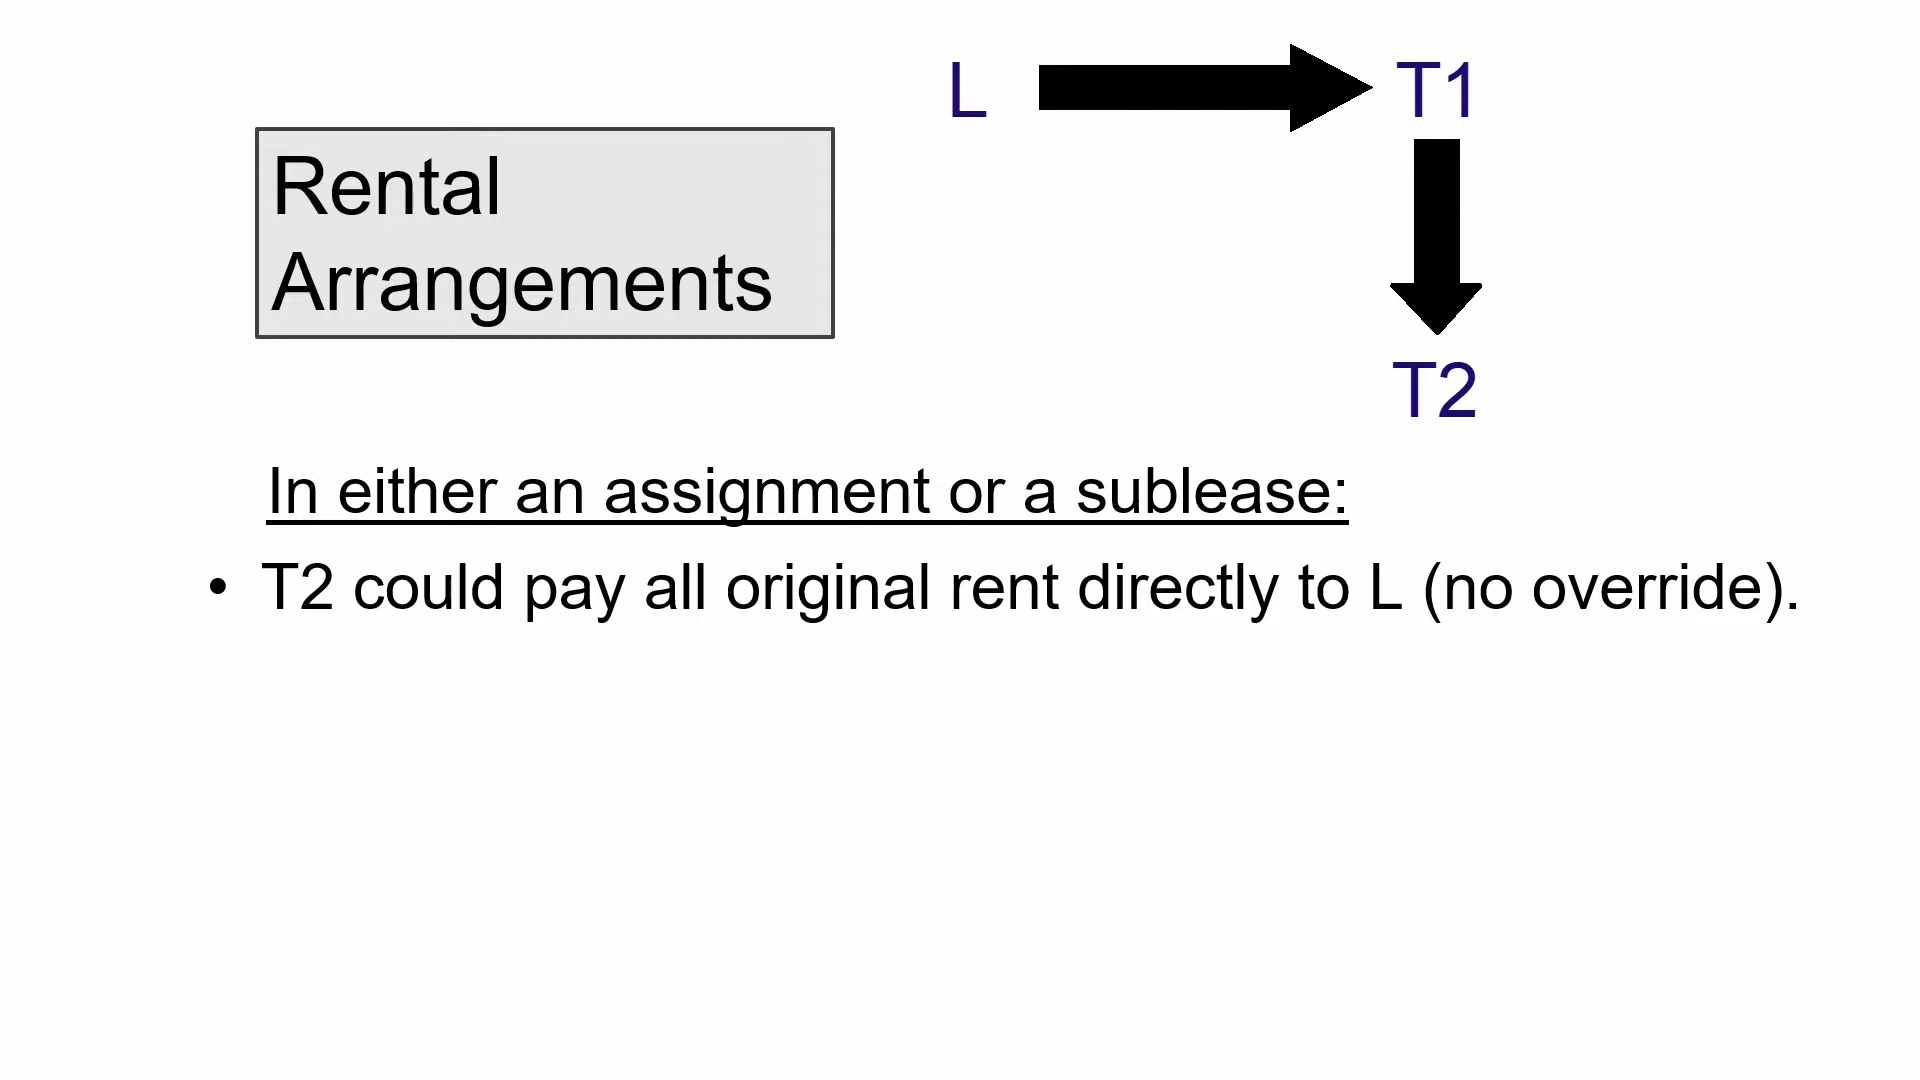 L
T1
Rental
Arrangements
T2
In either an assignment or a sublease:
• T2 could pay all original rent directly to L (no override).